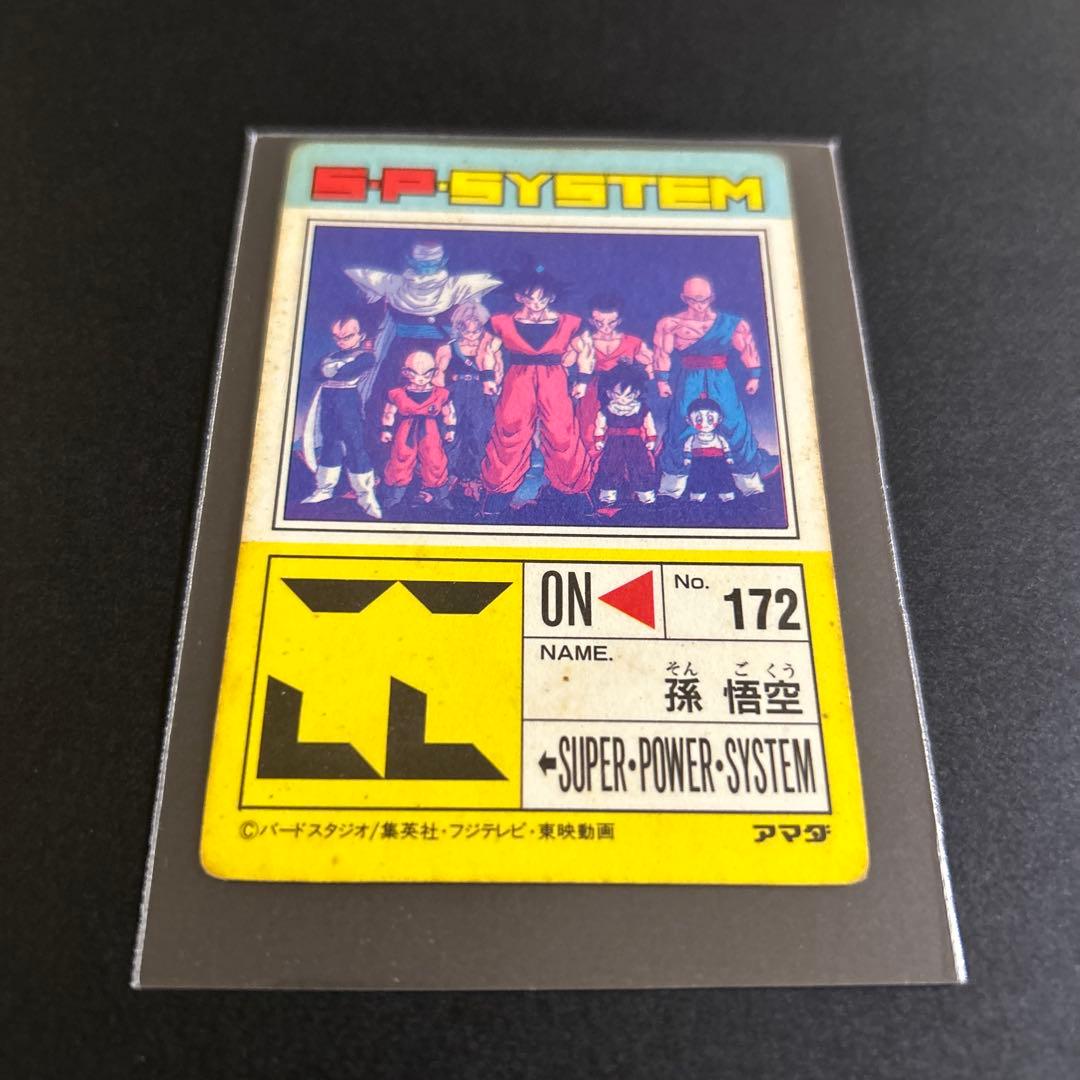 S・P・SYSTEM
ON
No.
172
NAME.
そん ご くう
孫 悟空
←SUPER・POWER・SYSTEM
©バードスタジオ/集英社・フジテレビ・東映動画
アマダ